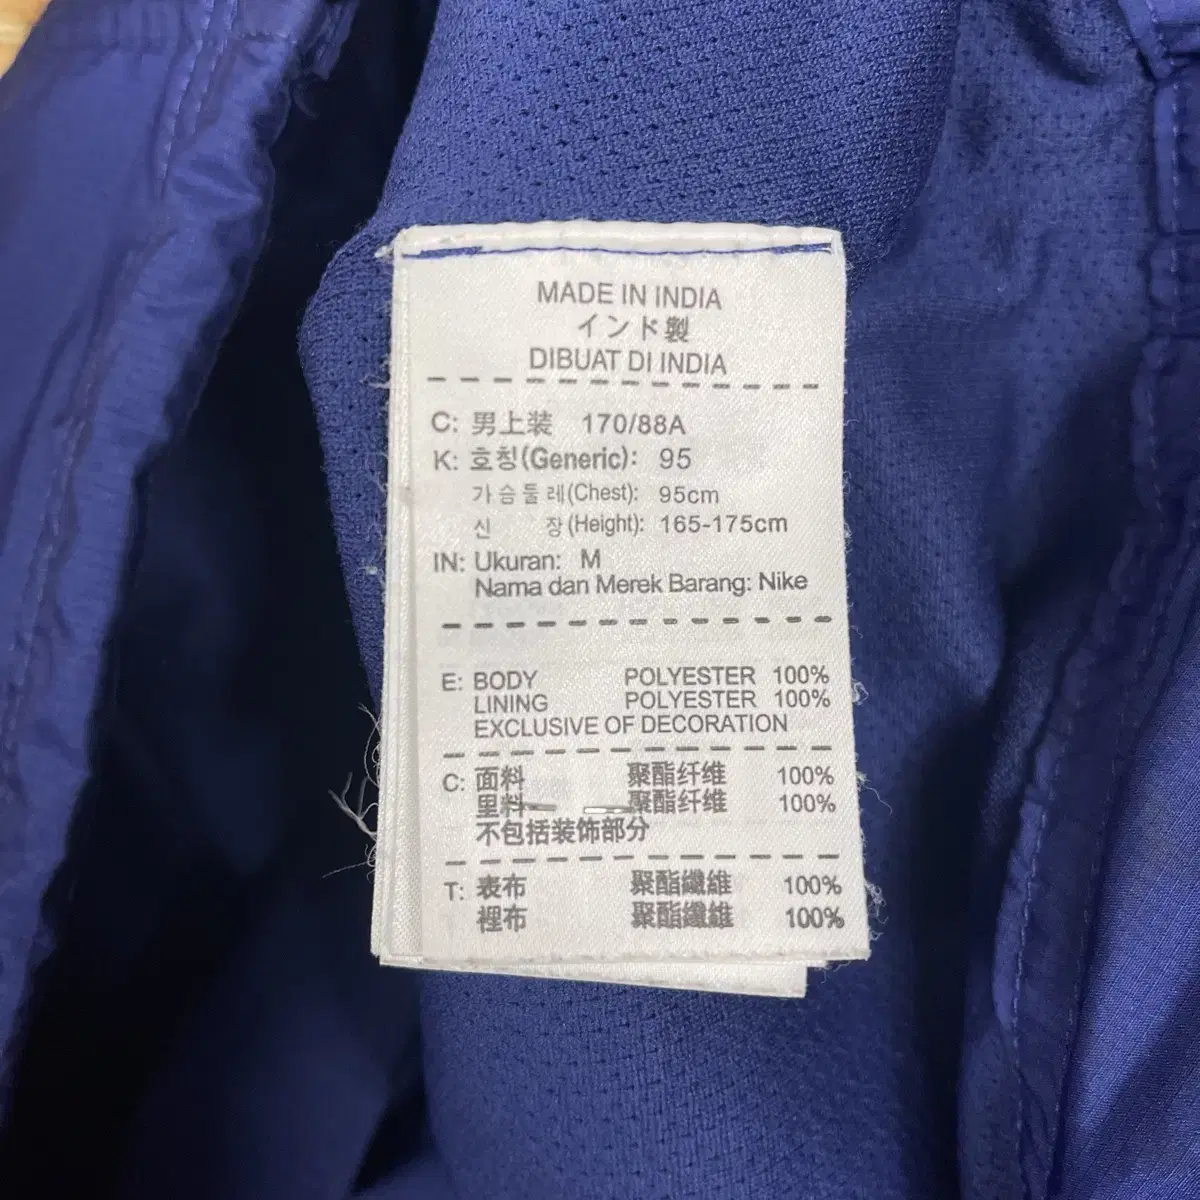 MADE IN INDIA
インド製
DIBUAT DI INDIA
C: 男上装 170/88A
K: 호칭(Generic): 95
가슴둘레(Chest): 95cm
신 장(Height): 165-175cm
IN: Ukuran: M
Nama dan Merek Barang: Nike
E: BODY POLYESTER 100%
LINING POLYESTER 100%
EXCLUSIVE OF DECORATION
C: 面料 聚酯纤维 100%
里料 聚酯纤维 100%
不包括装饰部分
T: 表布 聚酯纖維 100%
裡布 聚酯纖維 100%